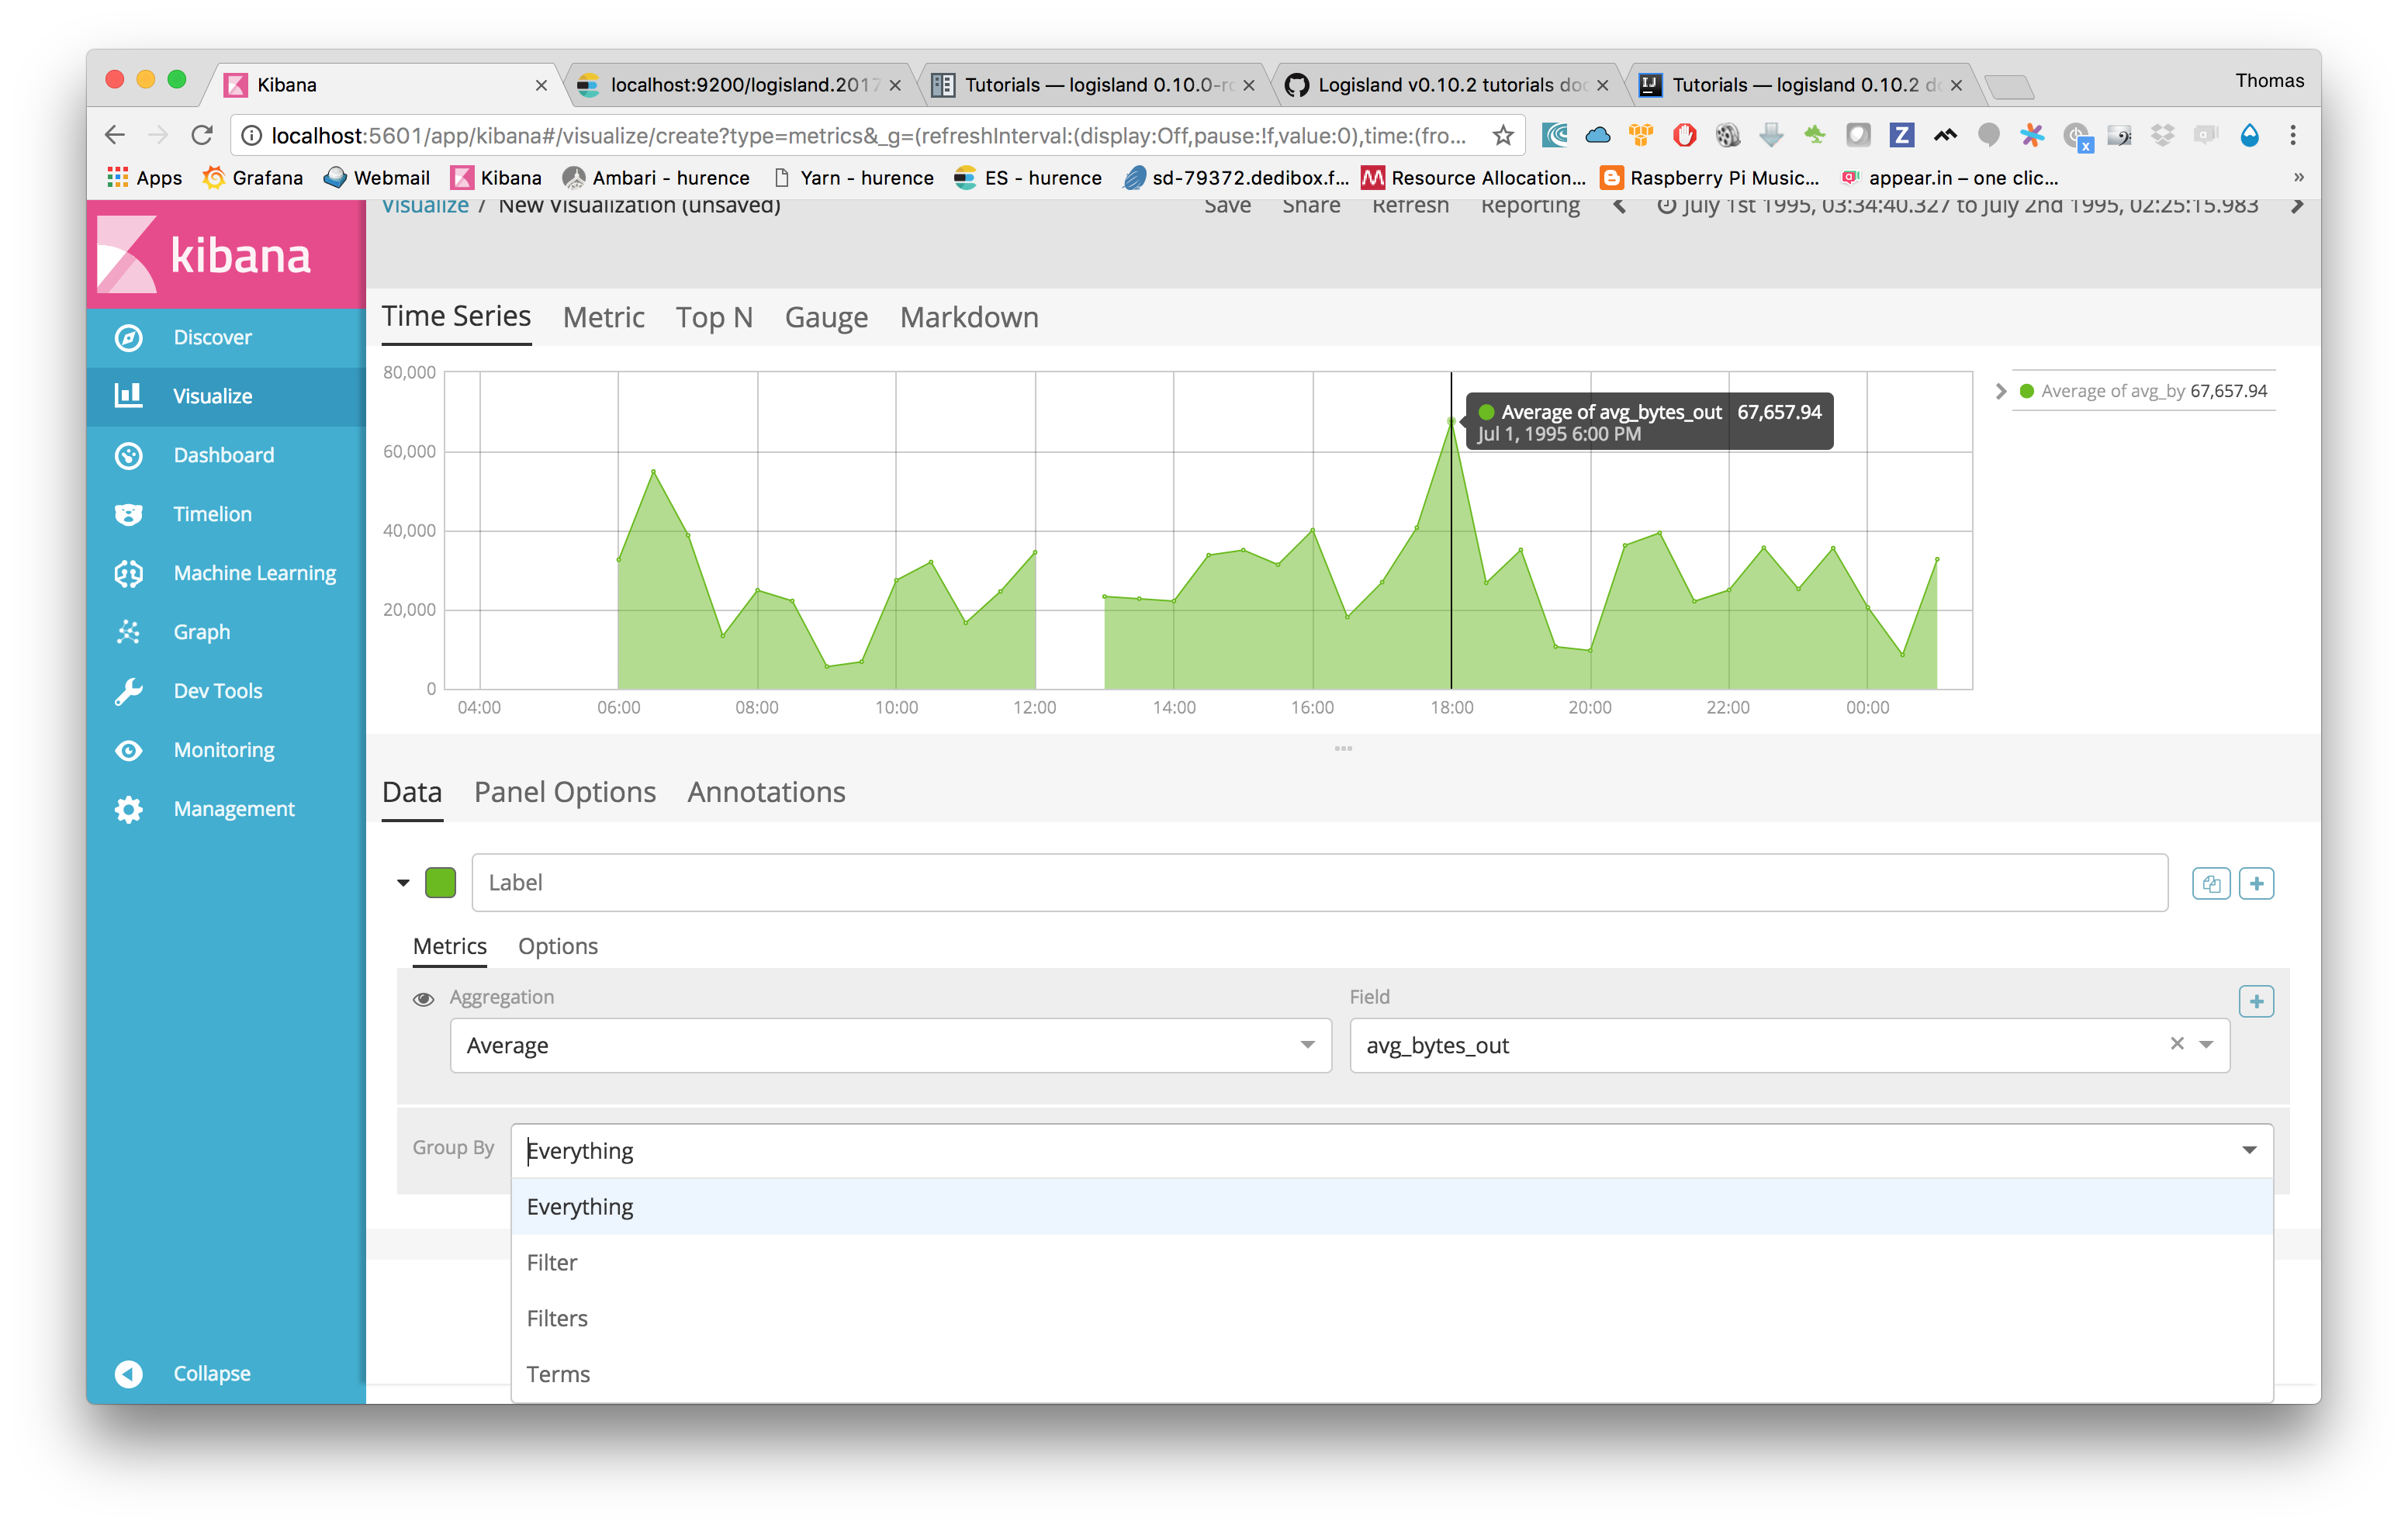 Kibana
localhost:9200/logisland.2017
Tutorials — logisland 0.10.0-rc
Logisland v0.10.2 tutorials doc
Tutorials — logisland 0.10.2 do
Thomas
localhost:5601/app/kibana#/visualize/create?type=metrics&_g=(refreshInterval:(display:Off,pause:!f,value:0),time:(fro...
Apps
Grafana
Webmail
Kibana
Ambari - hurence
Yarn - hurence
ES - hurence
sd-79372.dedibox.f...
Resource Allocation...
Raspberry Pi Music...
appear.in – one clic...
»
kibana
Discover
Visualize
Dashboard
Timelion
Machine Learning
Graph
Dev Tools
Monitoring
Management
Collapse
Visualize / New Visualization (unsaved)
Save
Share
Refresh
Reporting
July 1st 1995, 03:34:40.327 to July 2nd 1995, 02:25:15.983
Time Series
Metric
Top N
Gauge
Markdown
80,000
60,000
40,000
20,000
0
04:00
06:00
08:00
10:00
12:00
14:00
16:00
18:00
20:00
22:00
00:00
Average of avg_bytes_out 67,657.94
Jul 1, 1995 6:00 PM
Average of avg_by 67,657.94
Data
Panel Options
Annotations
Label
Metrics
Options
Aggregation
Field
Average
avg_bytes_out
Group By
Everything
Everything
Filter
Filters
Terms